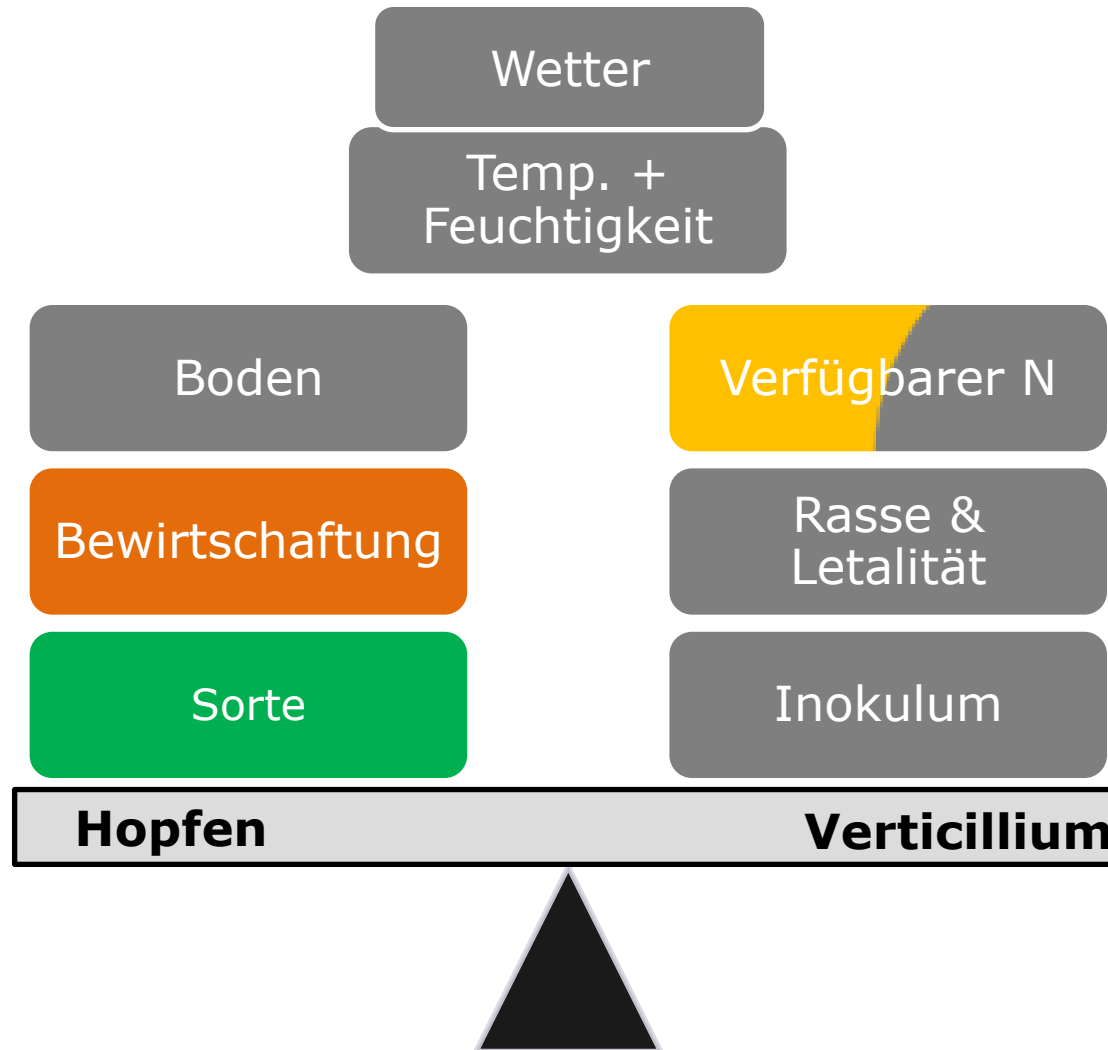 Wetter
Temp. +
Feuchtigkeit
Boden
Verfügbarer N
Bewirtschaftung
Rasse &
Letalität
Sorte
Inokulum
Hopfen
Verticillium